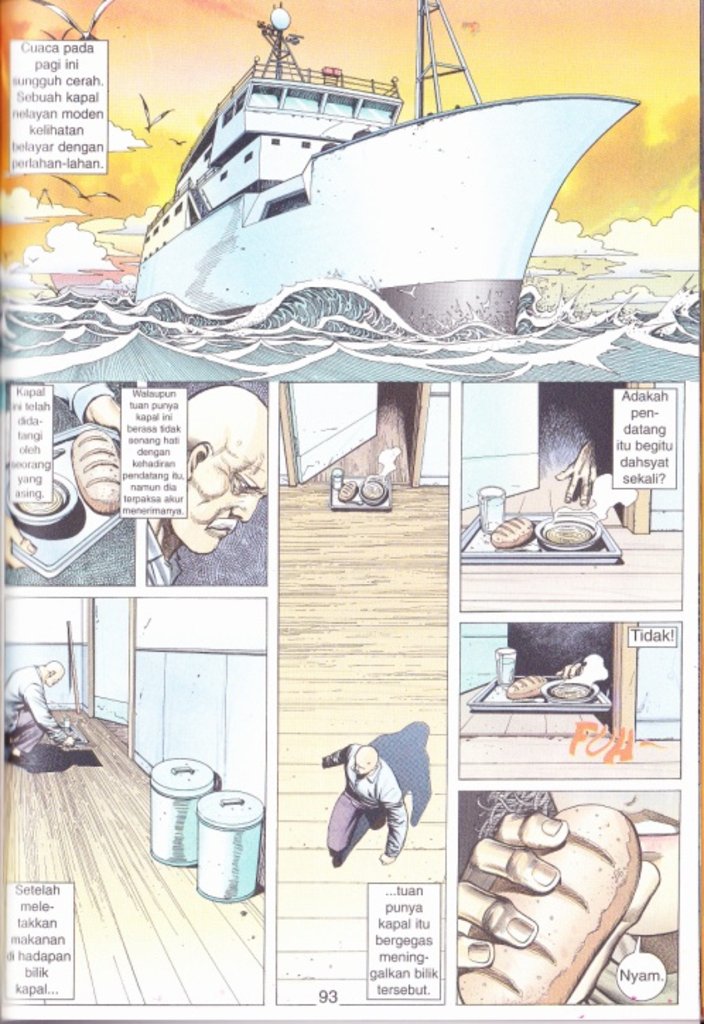 Cuaca pada
pagi ini
sungguh cerah.
Sebuah kapal
nelayan moden
kelihatan
belayar dengan
perlahan-lahan.
Kapal
ini telah
dida-
tangi
oleh
seorang
yang
asing.
Walaupun
tuan punya
kapal ini
berasa tidak
senang hati
dengan
kehadiran
pendatang itu,
namun dia
terpaksa akur
menerimanya.
Setelah
mele-
takkan
makanan
di hadapan
bilik
kapal...
...tuan
punya
kapal itu
bergegas
mening-
galkan bilik
tersebut.
Adakah
pen-
datang
itu begitu
dahsyat
sekali?
Tidak!
Nyam.
93